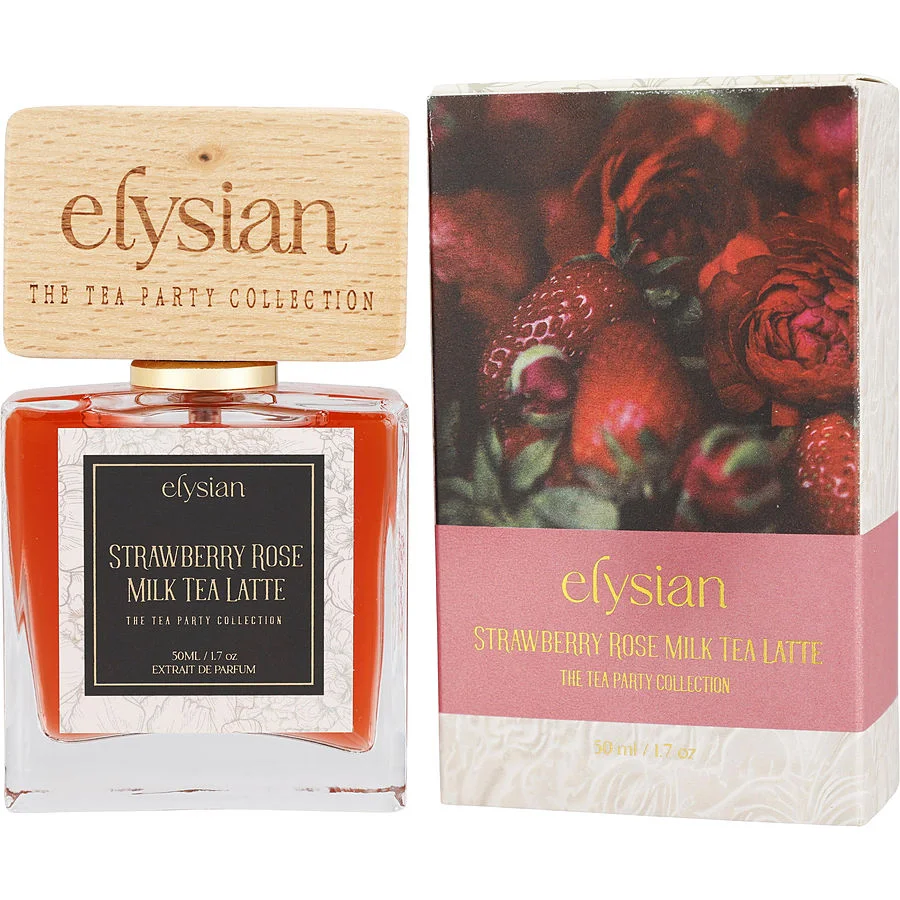 elysian
THE TEA PARTY COLLECTION
elysian
STRAWBERRY ROSE
MILK TEA LATTE
THE TEA PARTY COLLECTION
50ML / 1.7 oz
EXTRAIT DE PARFUM
elysian
STRAWBERRY ROSE MILK TEA LATTE
THE TEA PARTY COLLECTION
50 ml / 1.7 oz